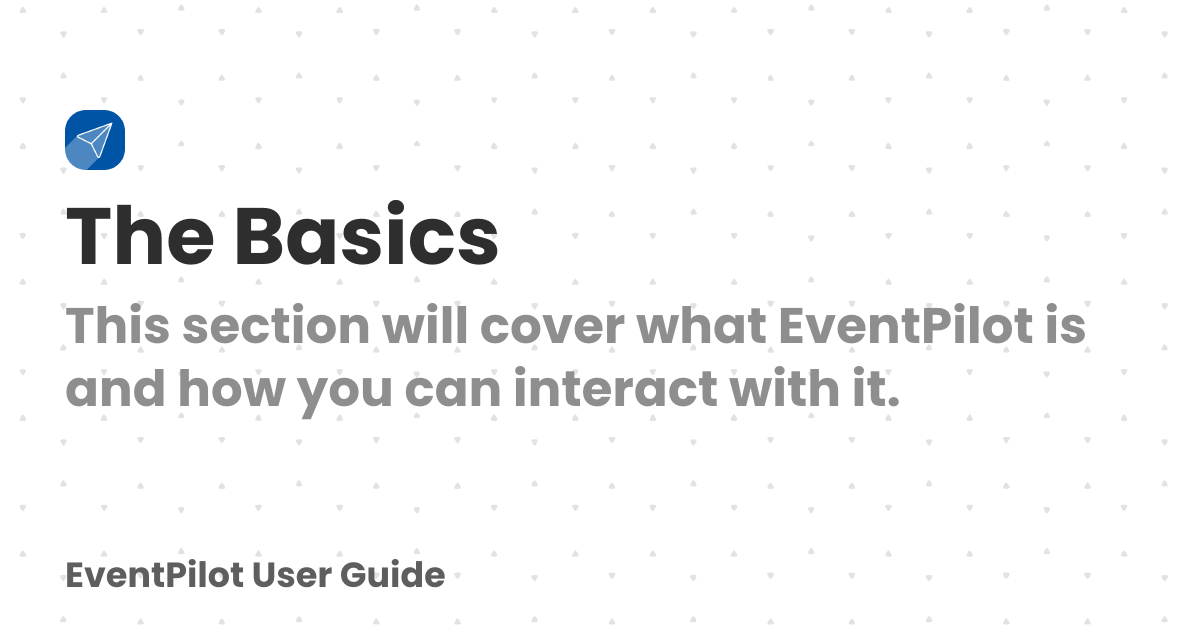 The Basics
This section will cover what EventPilot is
and how you can interact with it.
EventPilot User Guide